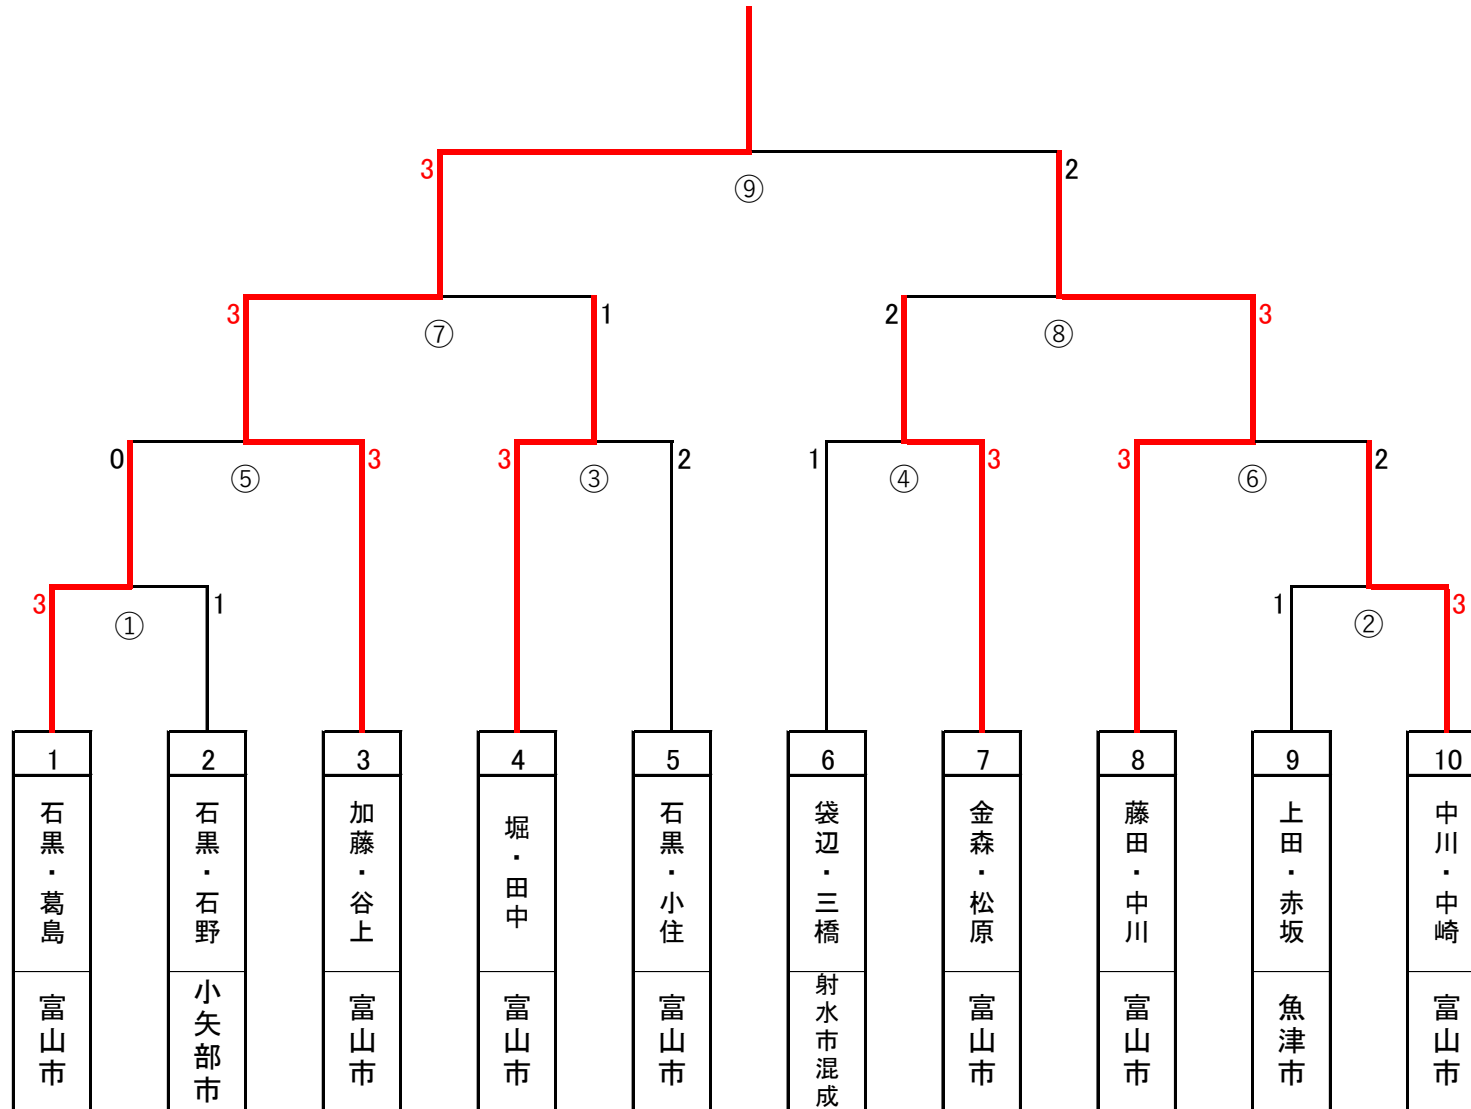 3
2
⑨
3
1
2
3
⑦
⑧
0
3
3
2
1
3
3
2
⑤
③
④
⑥
3
1
1
3
①
②
1
2
3
4
5
6
7
8
9
10
石黒・葛島
石黒・石野
加藤・谷上
堀・田中
石黒・小住
袋辺・三橋
金森・松原
藤田・中川
上田・赤坂
中川・中崎
富山市
小矢部市
富山市
富山市
富山市
射水市混成
富山市
富山市
魚津市
富山市